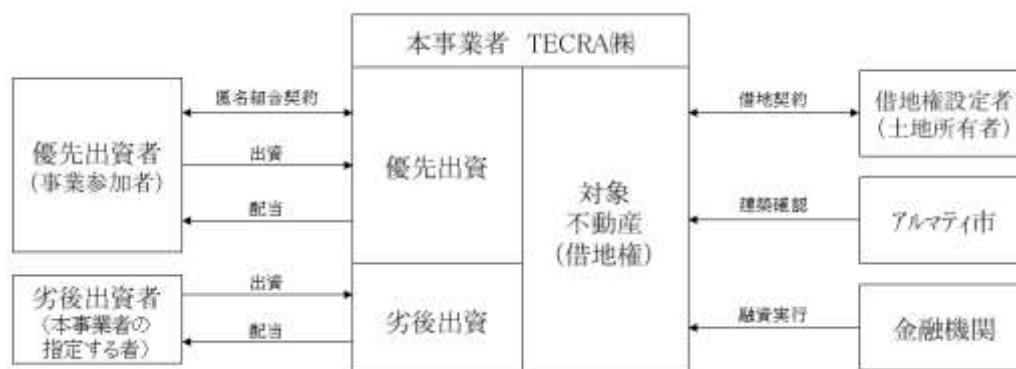 本事業者 TECRA㈱
優先出資者
(事業参加者)
匿名組合契約
出資
配当
優先出資
対象
不動産
(借地権)
借地契約
借地権設定者
(土地所有者)
建築確認
アルマティ市
劣後出資者
(本事業者の
指定する者)
出資
配当
劣後出資
融資実行
金融機関